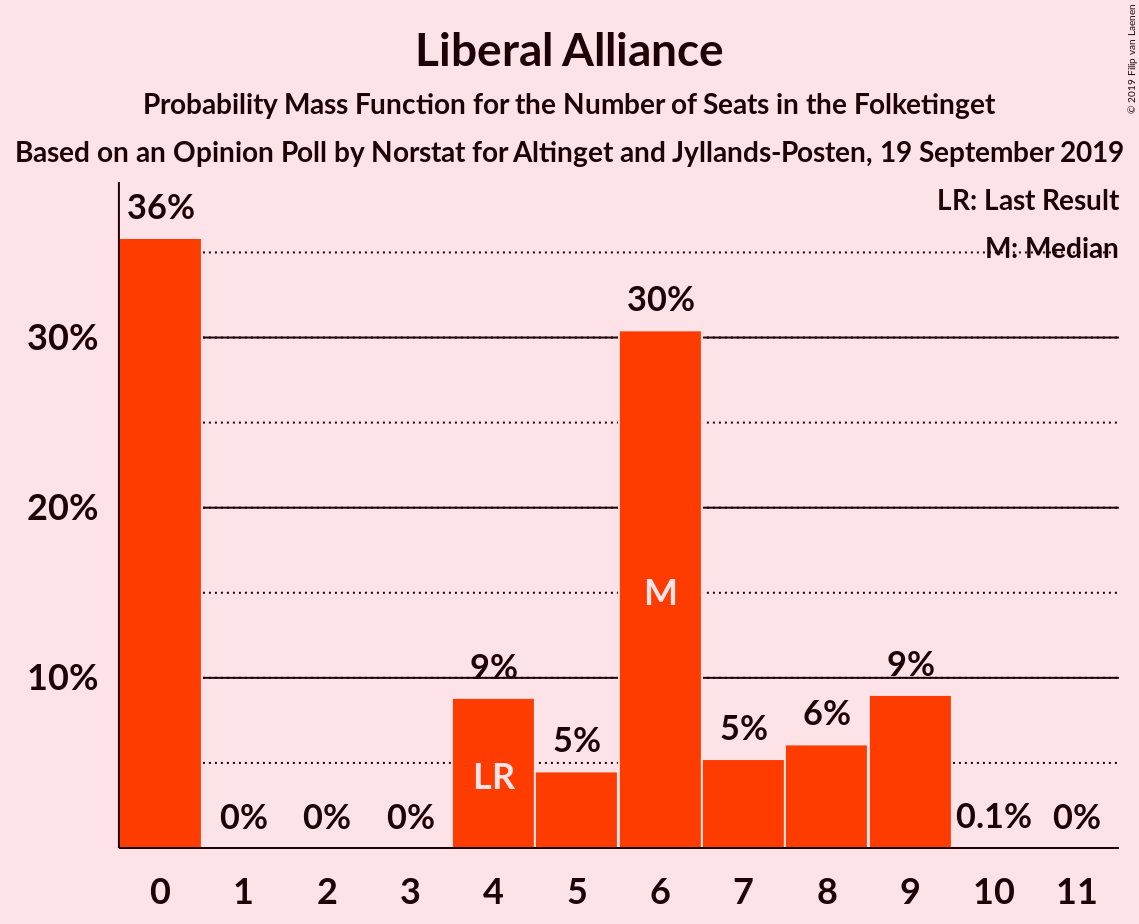 Liberal Alliance
Probability Mass Function for the Number of Seats in the Folketinget
Based on an Opinion Poll by Norstat for Altinget and Jyllands-Posten, 19 September 2019
© 2019 Filip van Laenen
LR: Last Result
M: Median
36%
30%
30%
20%
10%
9%
5%
5%
6%
9%
0%
0%
0%
0.1%
0%
M
LR
0 1 2 3 4 5 6 7 8 9 10 11